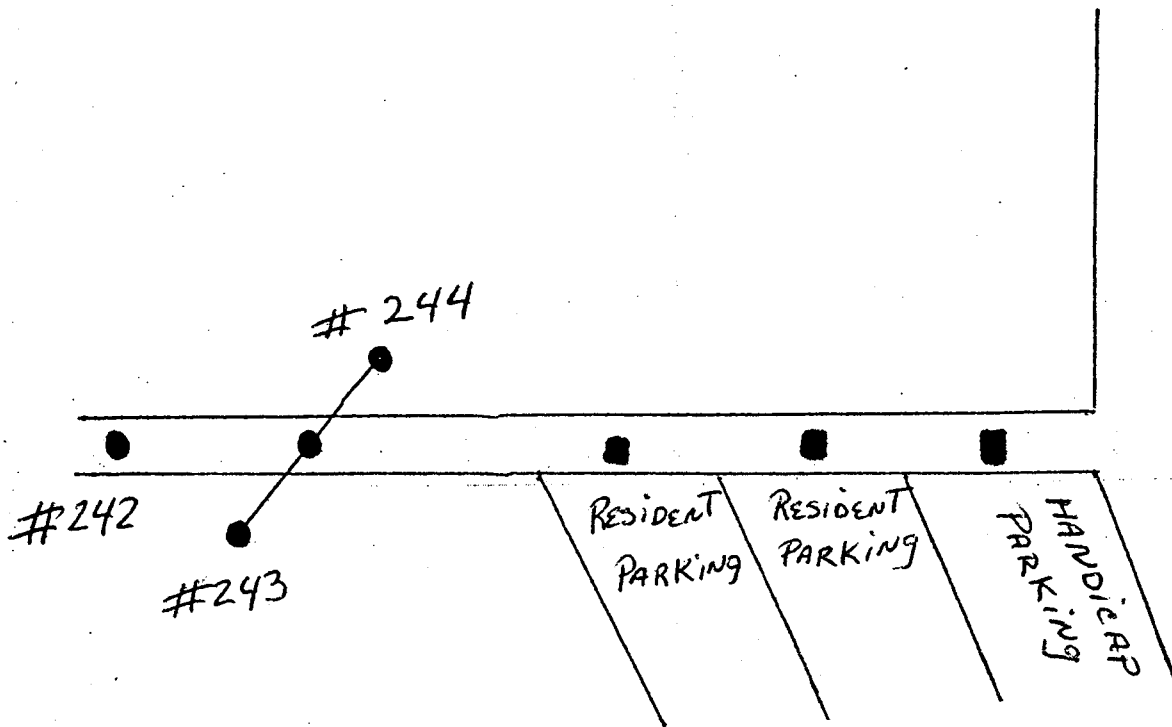 # 244
#242
#243
RESIDENT
PARKING
RESIDENT
PARKING
HANDICAP
PARKING